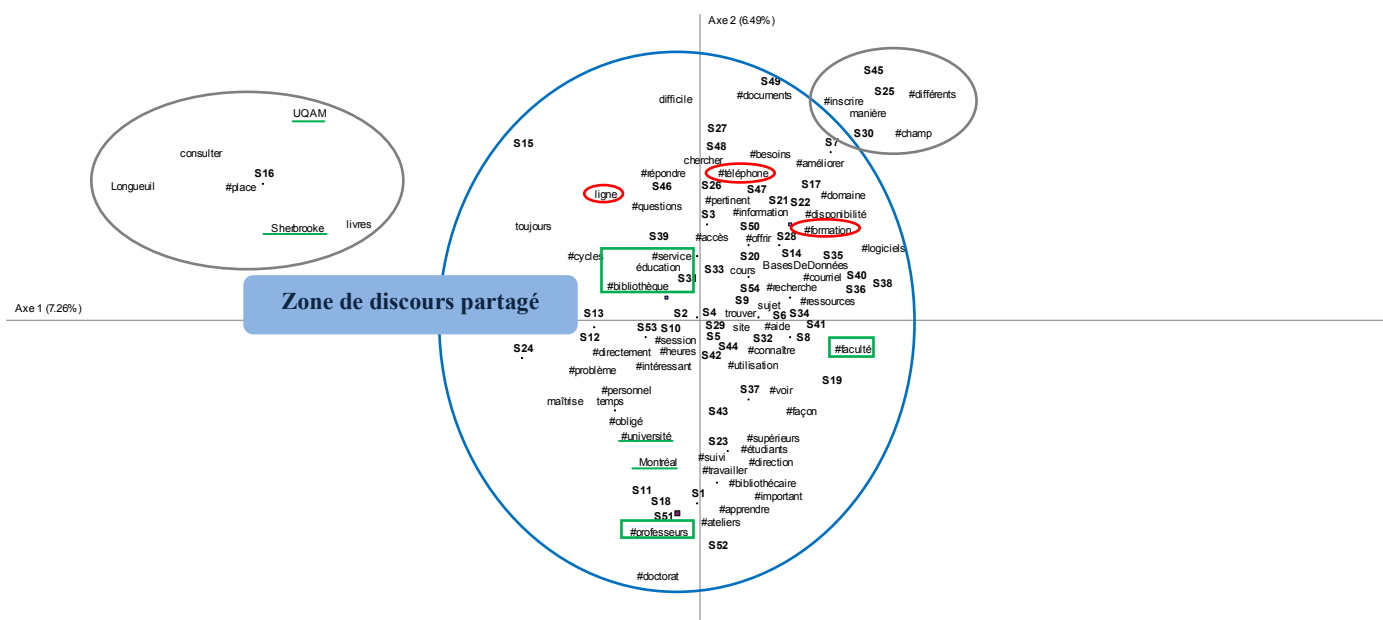 Axe 2 (6.49%)
S45
S49
S25
#différents
#documents
difficile
#inscrire
UQAM
manière
S27
S30
#champ
S15
S7
S48
consulter
chercher
#besoins
#améliorer
S16
#répondre
#téléphone
Longueuil
#place
S46
S26
S47
S17
ligne
#pertinent
S21
S22
#domaine
#questions
#information
#disponibilité
S3
Sherbrooke
livres
toujours
S50
#formation
S39
#accès
#offrir
S28
#logiciels
#cycles
#service
S20
S14
S35
éducation
S33
cours
BasesDeDonnées
S31
#courriel
S40
#bibliothèque
S54
#recherche
S36
S38
Zone de discours partagé
S9
sujet
#ressources
Axe 1 (7.26%)
S13
S2
S4
trouver
S6
S34
S53
S10
S29
site
#aide
S41
S12
#session
S5
S32
S8
S24
#directement
#heures
S42
S44
#connaître
#faculté
#problème
#intéressant
#utilisation
S19
#personnel
S37
#voir
maîtrise
temps
S43
#façon
#obligé
#université
S23
#supérieurs
#étudiants
Montréal
#suivi
#direction
#travailler
#bibliothécaire
S11
S1
#important
S18
#apprendre
S51
#ateliers
#professeurs
S52
#doctorat